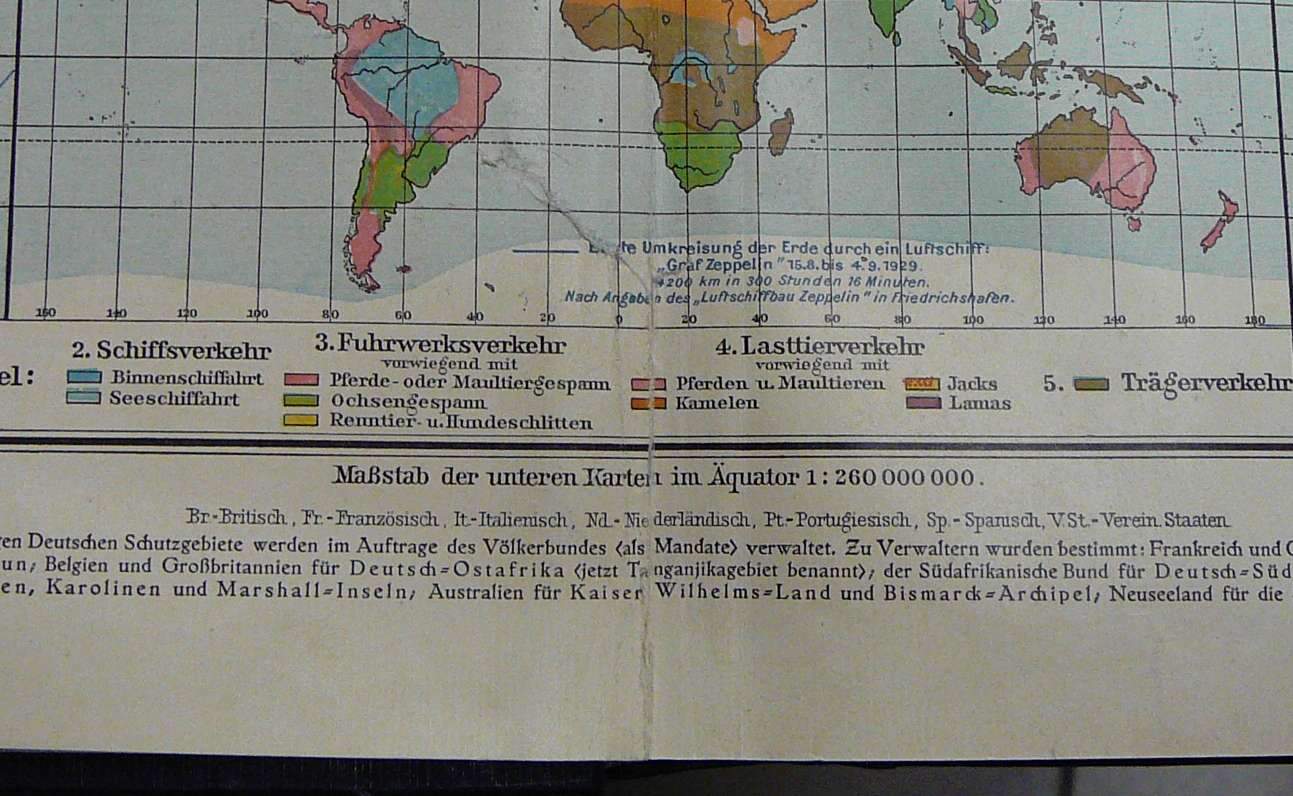 te Umkreisung der Erde durch ein Luftschiff:
„Graf Zeppelin" 15.8. bis 4.9.1929.
200 km in 300 Stunden 16 Minuten.
Nach Angaben des „Luftschiffbau Zeppelin" in Friedrichshafen.
160 140 120 100 80 60 40 20 0 20 40 60 80 100 120 140 160 180
el:
2. Schiffsverkehr
Binnenschiffahrt
Seeschiffahrt
3. Fuhrwerksverkehr
vorwiegend mit
Pferde- oder Maultiergespann
Ochsengespann
Renntier- u. Hundeschlitten
4. Lasttierverkehr
vorwiegend mit
Pferden u. Maultieren
Kamelen
Jacks
Lamas
5. Trägerverkehr
Maßstab der unteren Karten im Äquator 1:260 000 000.
Br.-Britisch, Fr.-Französisch, It.-Italienisch, Nd.-Niederländisch, Pt.-Portugiesisch, Sp.-Spanisch, V.St.-Verein.Staaten
en Deutschen Schutzgebiete werden im Auftrage des Völkerbundes ⟨als Mandate⟩ verwaltet. Zu Verwaltern wurden bestimmt: Frankreich und
un; Belgien und Großbritannien für Deutsch=Ostafrika ⟨jetzt Tanganjikagebiet benannt⟩; der Südafrikanische Bund für Deutsch=Süd
en, Karolinen und Marshall=Inseln; Australien für Kaiser Wilhelms=Land und Bismarck=Archipel; Neuseeland für die